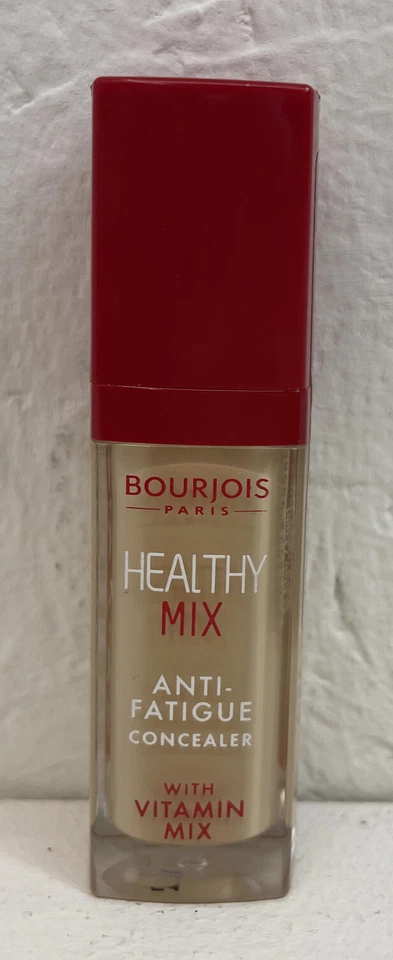 BOURJOIS
PARIS
HEALTHY
MIX
ANTI-
FATIGUE
CONCEALER
WITH
VITAMIN
MIX